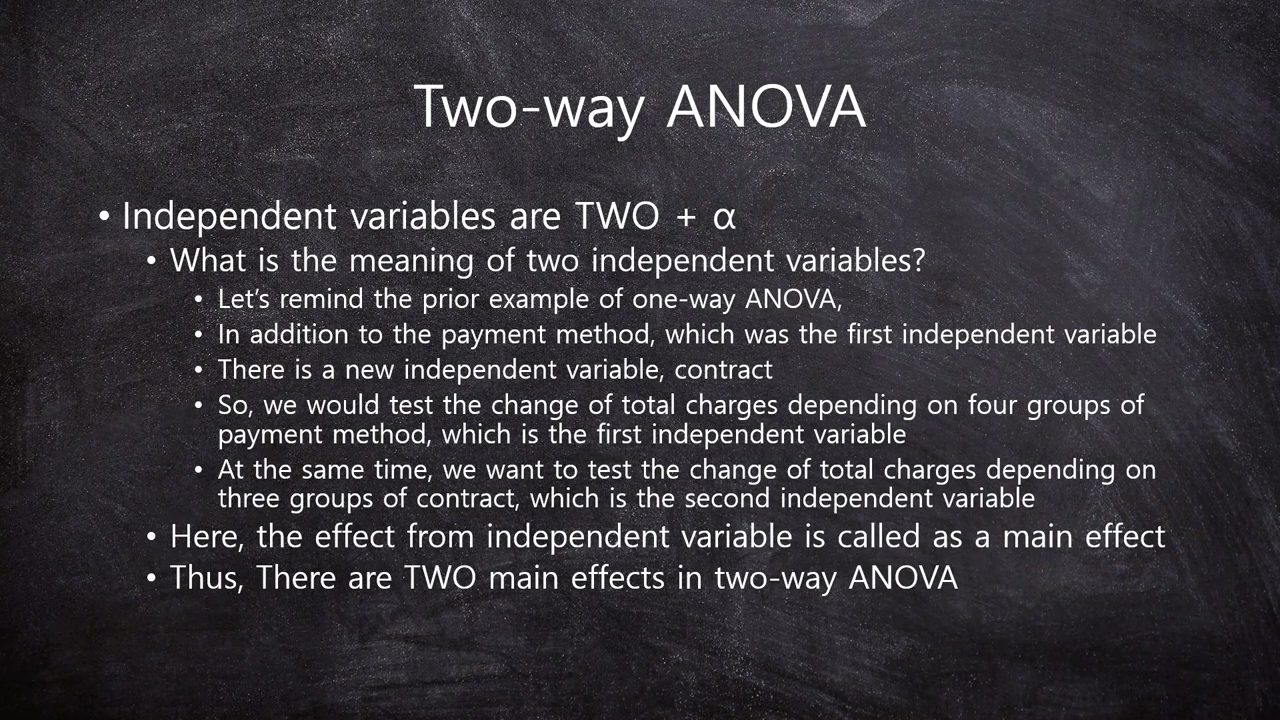 Two-way ANOVA
• Independent variables are TWO + α
• What is the meaning of two independent variables?
• Let's remind the prior example of one-way ANOVA,
• In addition to the payment method, which was the first independent variable
• There is a new independent variable, contract
• So, we would test the change of total charges depending on four groups of
payment method, which is the first independent variable
• At the same time, we want to test the change of total charges depending on
three groups of contract, which is the second independent variable
• Here, the effect from independent variable is called as a main effect
• Thus, There are TWO main effects in two-way ANOVA